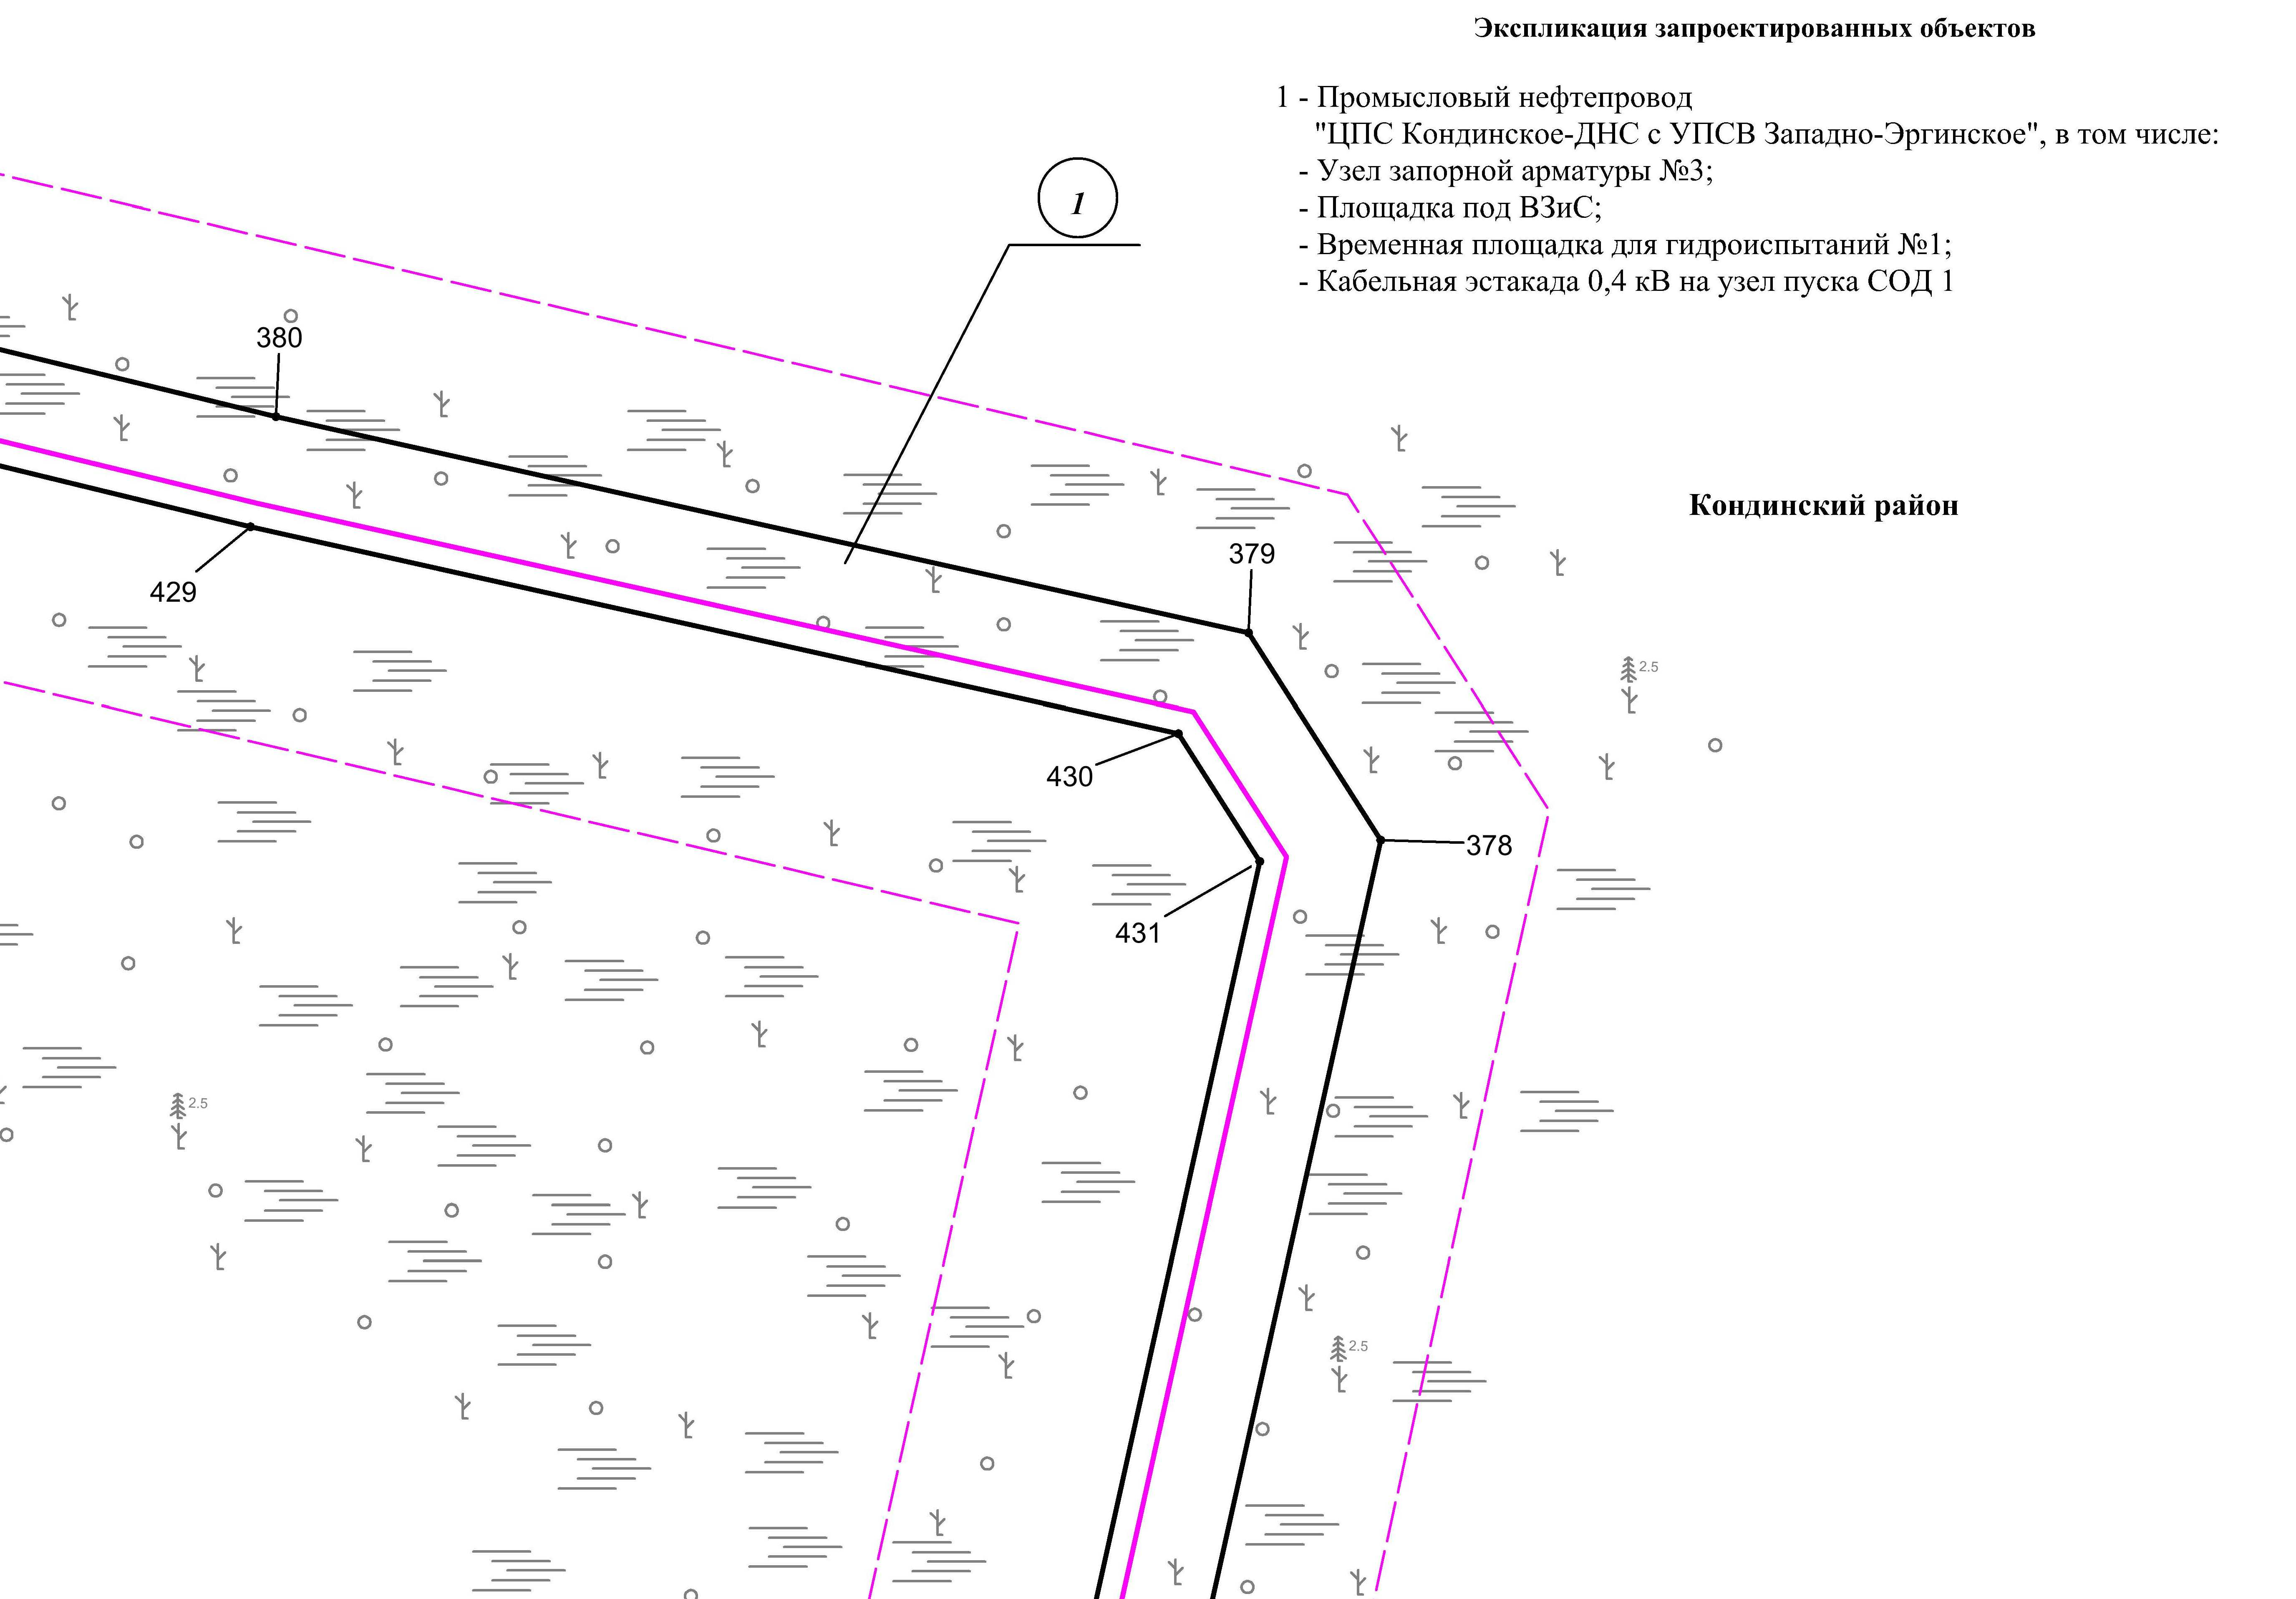 Экспликация запроектированных объектов
1 - Промысловый нефтепровод
"ЦПС Кондинское-ДНС с УПСВ Западно-Эргинское", в том числе:
- Узел запорной арматуры №3;
- Площадка под ВЗиС;
- Временная площадка для гидроиспытаний №1;
- Кабельная эстакада 0,4 кВ на узел пуска СОД 1
1
380
Кондинский район
379
429
2.5
430
378
431
2.5
2.5